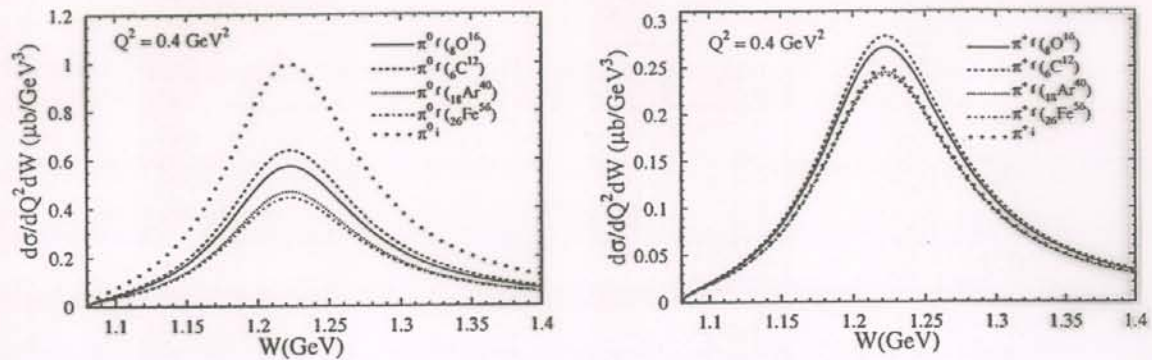 dσ/dQ²dW (μb/GeV³)
1.2
1
0.8
0.6
0.4
0.2
0
Q² = 0.4 GeV²
π⁰ f (₈O¹⁶)
π⁰ f (₆C¹²)
π⁰ f (₁₈Ar⁴⁰)
π⁰ f (₂₆Fe⁵⁶)
π⁰ i
1.1 1.15 1.2 1.25 1.3 1.35 1.4
W(GeV)
dσ/dQ²dW (μb/GeV³)
0.3
0.25
0.2
0.15
0.1
0.05
0
Q² = 0.4 GeV²
π⁺ f (₈O¹⁶)
π⁺ f (₆C¹²)
π⁺ f (₁₈Ar⁴⁰)
π⁺ f (₂₆Fe⁵⁶)
π⁺ i
1.1 1.15 1.2 1.25 1.3 1.35 1.4
W(GeV)